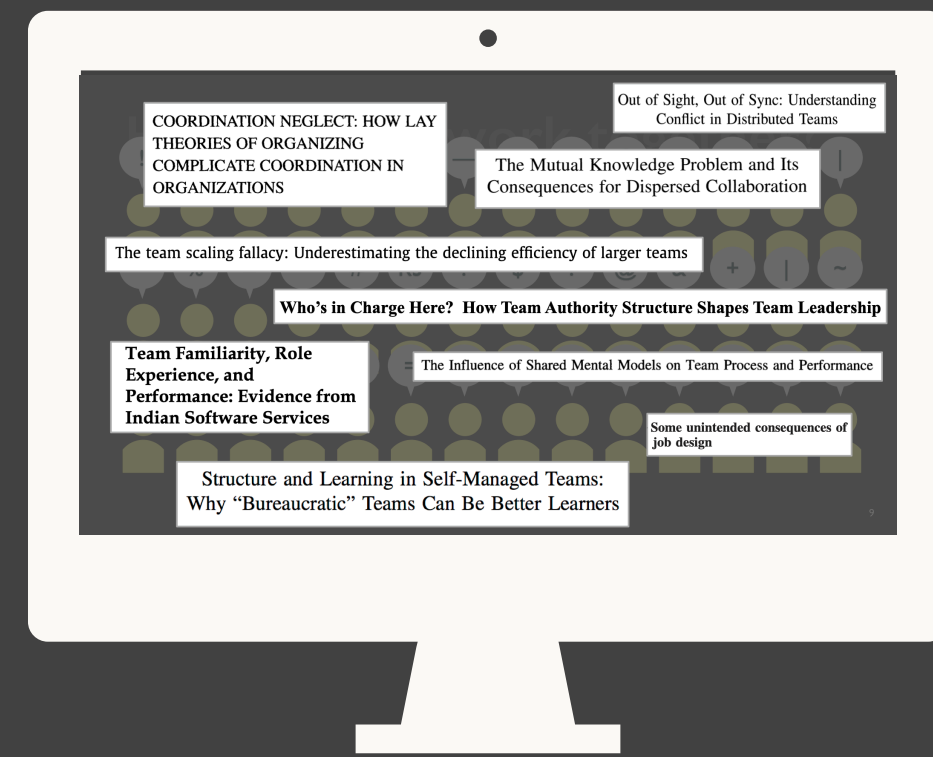 Out of Sight, Out of Sync: Understanding
Conflict in Distributed Teams
COORDINATION NEGLECT: HOW LAY
THEORIES OF ORGANIZING
COMPLICATE COORDINATION IN
ORGANIZATIONS
The Mutual Knowledge Problem and Its
Consequences for Dispersed Collaboration
The team scaling fallacy: Underestimating the declining efficiency of larger teams
Who's in Charge Here?  How Team Authority Structure Shapes Team Leadership
Team Familiarity, Role
Experience, and
Performance: Evidence from
Indian Software Services
The Influence of Shared Mental Models on Team Process and Performance
Some unintended consequences of
job design
Structure and Learning in Self-Managed Teams:
Why “Bureaucratic” Teams Can Be Better Learners
9